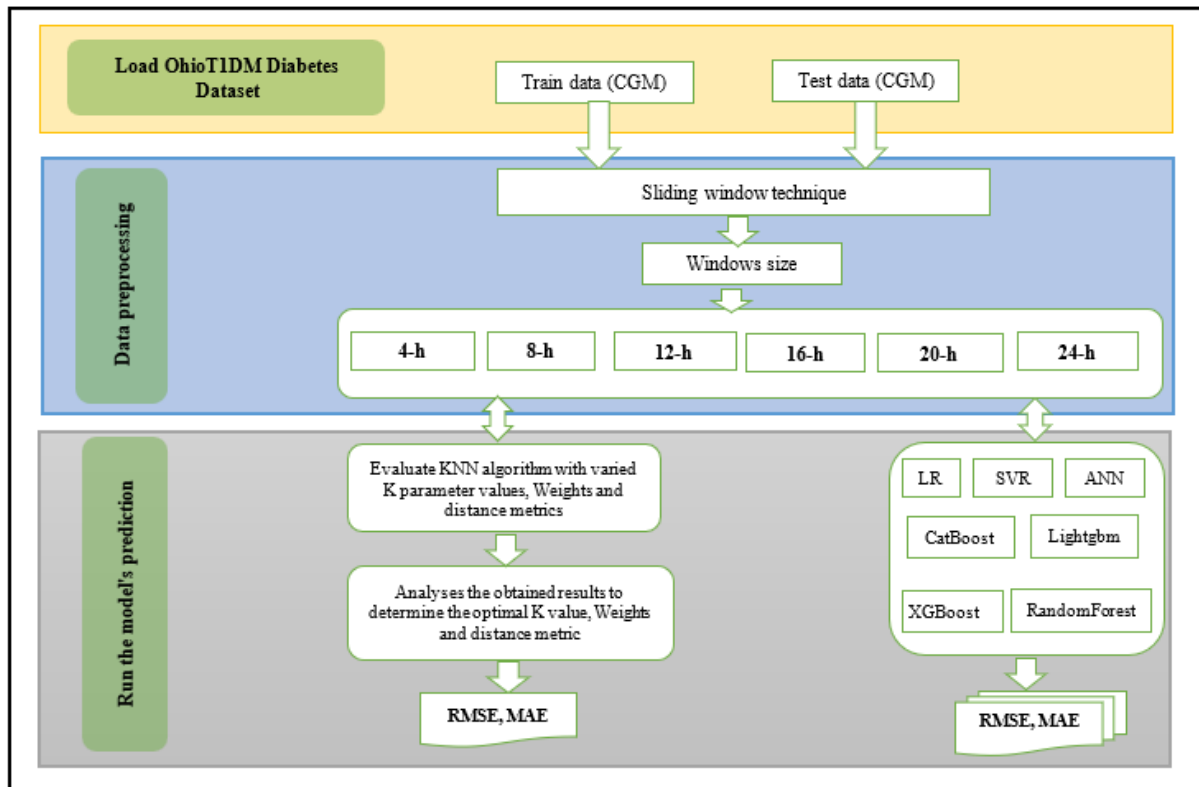 Load OhioT1DM Diabetes
Dataset
Train data (CGM)
Test data (CGM)
Data preprocessing
Sliding window technique
Windows size
4-h
8-h
12-h
16-h
20-h
24-h
Run the model's prediction
Evaluate KNN algorithm with varied
K parameter values, Weights and
distance metrics
Analyses the obtained results to
determine the optimal K value, Weights
and distance metric
RMSE, MAE
LR
SVR
ANN
CatBoost
Lightgbm
XGBoost
RandomForest
RMSE, MAE